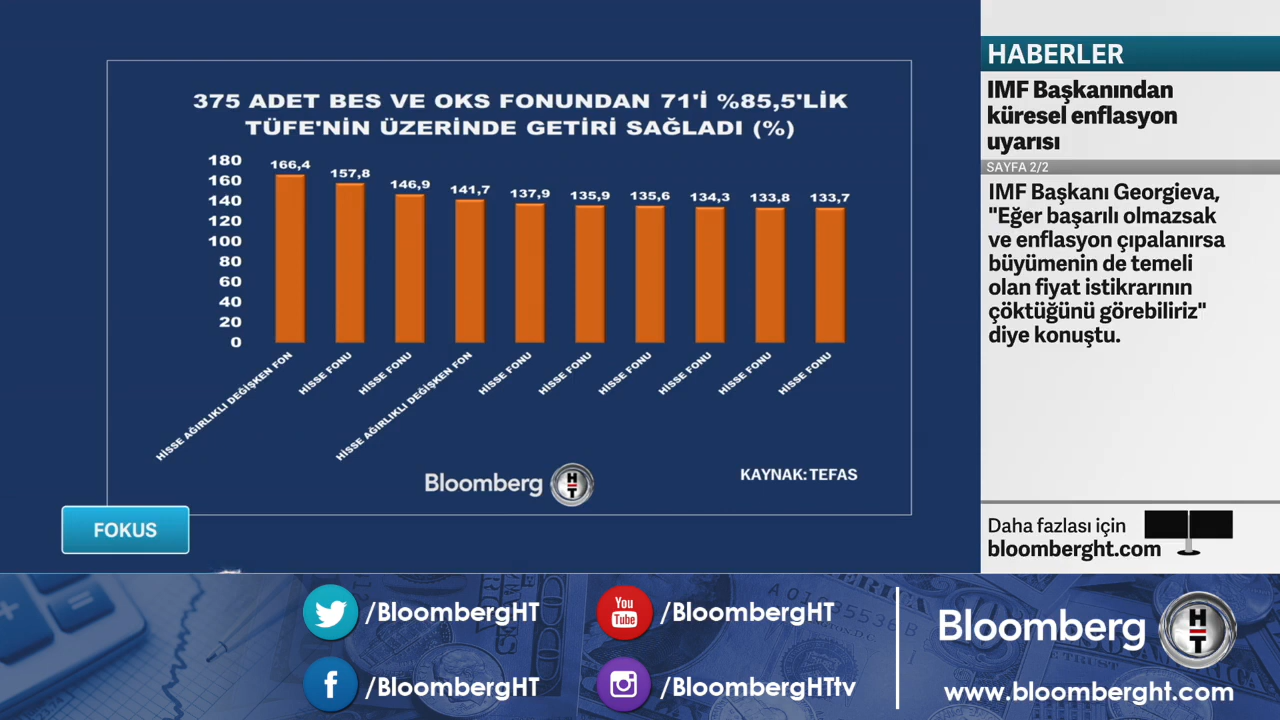 375 ADET BES VE OKS FONUNDAN 71'İ %85,5'LİK
TÜFE'NİN ÜZERİNDE GETİRİ SAĞLADI (%)
180
160
140
120
100
80
60
40
20
0
166,4
157,8
146,9
141,7
137,9
135,9
135,6
134,3
133,8
133,7
HİSSE AĞIRLIKLI DEĞİŞKEN FON
HİSSE FONU
HİSSE FONU
HİSSE AĞIRLIKLI DEĞİŞKEN FON
HİSSE FONU
HİSSE FONU
HİSSE FONU
HİSSE FONU
HİSSE FONU
HİSSE FONU
Bloomberg HT
KAYNAK: TEFAS
FOKUS
HABERLER
IMF Başkanından
küresel enflasyon
uyarısı
SAYFA 2/2
IMF Başkanı Georgieva,
"Eğer başarılı olmazsak
ve enflasyon çıpalanırsa
büyümenin de temeli
olan fiyat istikrarının
çöktüğünü görebiliriz"
diye konuştu.
Daha fazlası için
bloomberght.com
/BloombergHT
You Tube /BloombergHT
f /BloombergHT
/BloombergHTtv
Bloomberg HT
www.bloomberght.com